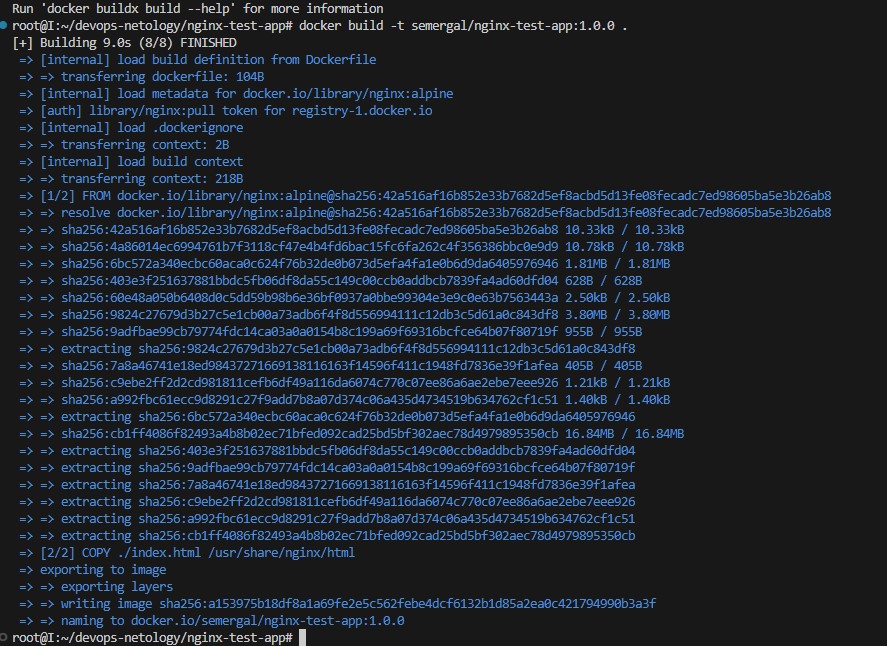 Run 'docker buildx build --help' for more information
root@I:~/devops-netology/nginx-test-app# docker build -t semergal/nginx-test-app:1.0.0 .
[+] Building 9.0s (8/8) FINISHED
=> [internal] load build definition from Dockerfile
=> => transferring dockerfile: 104B
=> [internal] load metadata for docker.io/library/nginx:alpine
=> [auth] library/nginx:pull token for registry-1.docker.io
=> [internal] load .dockerignore
=> => transferring context: 2B
=> [internal] load build context
=> => transferring context: 218B
=> [1/2] FROM docker.io/library/nginx:alpine@sha256:42a516af16b852e33b7682d5ef8acbd5d13fe08fecadc7ed98605ba5e3b26ab8
=> => resolve docker.io/library/nginx:alpine@sha256:42a516af16b852e33b7682d5ef8acbd5d13fe08fecadc7ed98605ba5e3b26ab8
=> => sha256:42a516af16b852e33b7682d5ef8acbd5d13fe08fecadc7ed98605ba5e3b26ab8 10.33kB / 10.33kB
=> => sha256:4a86014ec6994761b7f3118cf47e4b4fd6bac15fc6fa262c4f356386bbc0e9d9 10.78kB / 10.78kB
=> => sha256:6bc572a340ecbc60aca0c624f76b32de0b073d5efa4fa1e0b6d9da6405976946 1.81MB / 1.81MB
=> => sha256:403e3f251637881bbdc5fb06df8da55c149c00ccb0addbcb7839fa4ad60dfd04 628B / 628B
=> => sha256:60e48a050b6408d0c5dd59b98b6e36bf0937a0bbe99304e3e9c0e63b7563443a 2.50kB / 2.50kB
=> => sha256:9824c27679d3b27c5e1cb00a73adb6f4f8d556994111c12db3c5d61a0c843df8 3.80MB / 3.80MB
=> => sha256:9adfbae99cb79774fdc14ca03a0a0154b8c199a69f69316bcfce64b07f80719f 955B / 955B
=> => extracting sha256:9824c27679d3b27c5e1cb00a73adb6f4f8d556994111c12db3c5d61a0c843df8
=> => sha256:7a8a46741e18ed98437271669138116163f14596f411c1948fd7836e39f1afea 405B / 405B
=> => sha256:c9ebe2ff2d2cd981811cefb6df49a116da6074c770c07ee86a6ae2ebe7eee926 1.21kB / 1.21kB
=> => sha256:a992fbc61ecc9d8291c27f9add7b8a07d374c06a435d4734519b634762cf1c51 1.40kB / 1.40kB
=> => extracting sha256:6bc572a340ecbc60aca0c624f76b32de0b073d5efa4fa1e0b6d9da6405976946
=> => sha256:cb1ff4086f82493a4b8b02ec71bfed092cad25bd5bf302aec78d4979895350cb 16.84MB / 16.84MB
=> => extracting sha256:403e3f251637881bbdc5fb06df8da55c149c00ccb0addbcb7839fa4ad60dfd04
=> => extracting sha256:9adfbae99cb79774fdc14ca03a0a0154b8c199a69f69316bcfce64b07f80719f
=> => extracting sha256:7a8a46741e18ed98437271669138116163f14596f411c1948fd7836e39f1afea
=> => extracting sha256:c9ebe2ff2d2cd981811cefb6df49a116da6074c770c07ee86a6ae2ebe7eee926
=> => extracting sha256:a992fbc61ecc9d8291c27f9add7b8a07d374c06a435d4734519b634762cf1c51
=> => extracting sha256:cb1ff4086f82493a4b8b02ec71bfed092cad25bd5bf302aec78d4979895350cb
=> [2/2] COPY ./index.html /usr/share/nginx/html
=> exporting to image
=> => exporting layers
=> => writing image sha256:a153975b18df8a1a69fe2e5c562febe4dcf6132b1d85a2ea0c421794990b3a3f
=> => naming to docker.io/semergal/nginx-test-app:1.0.0
root@I:~/devops-netology/nginx-test-app#